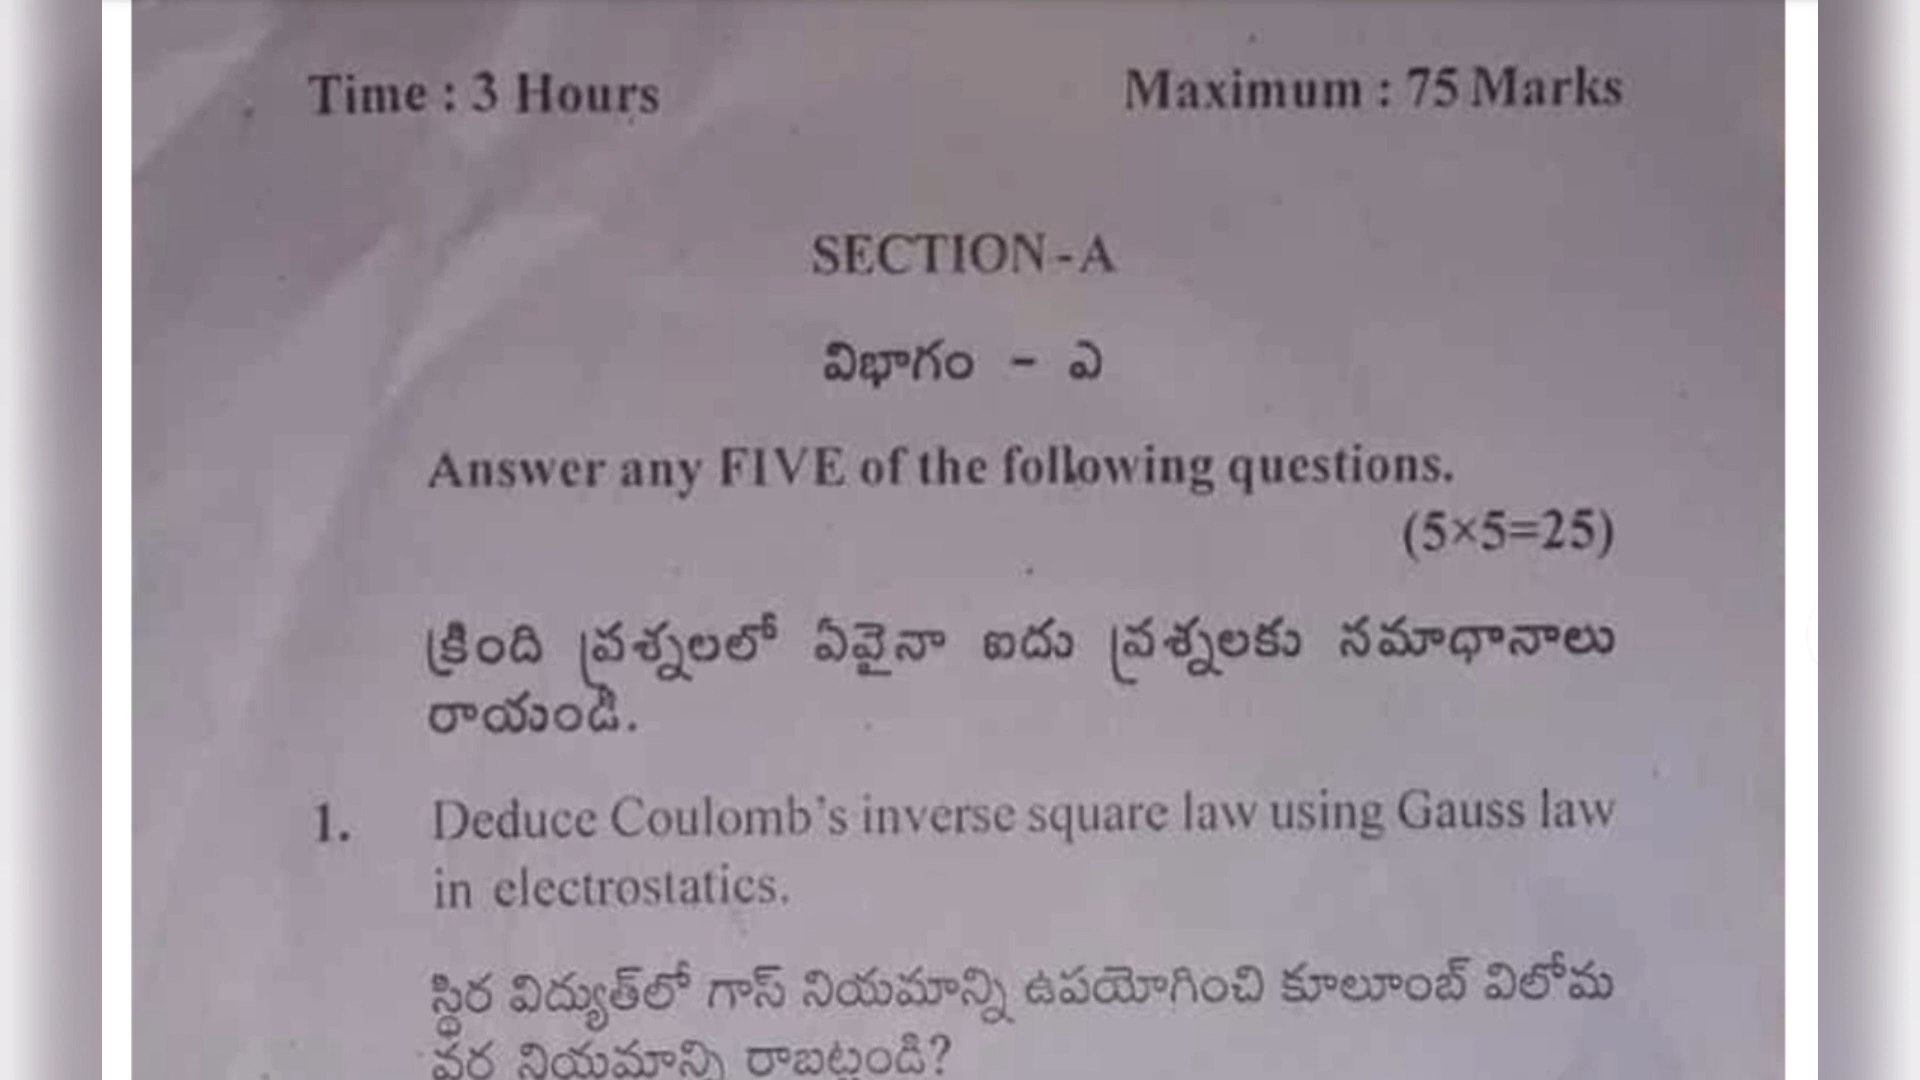 Time : 3 Hours Maximum : 75 Marks
SECTION-A
విభాగం - ఎ
Answer any FIVE of the following questions.
(5×5=25)
క్రింది ప్రశ్నలలో ఏవైనా ఐదు ప్రశ్నలకు సమాధానాలు
రాయండి.
1. Deduce Coulomb's inverse square law using Gauss law
in electrostatics.
స్థిర విద్యుత్‌లో గాస్ నియమాన్ని ఉపయోగించి కూలూంబ్ విలోమ
వర్గ నియమాన్ని రాబట్టండి?